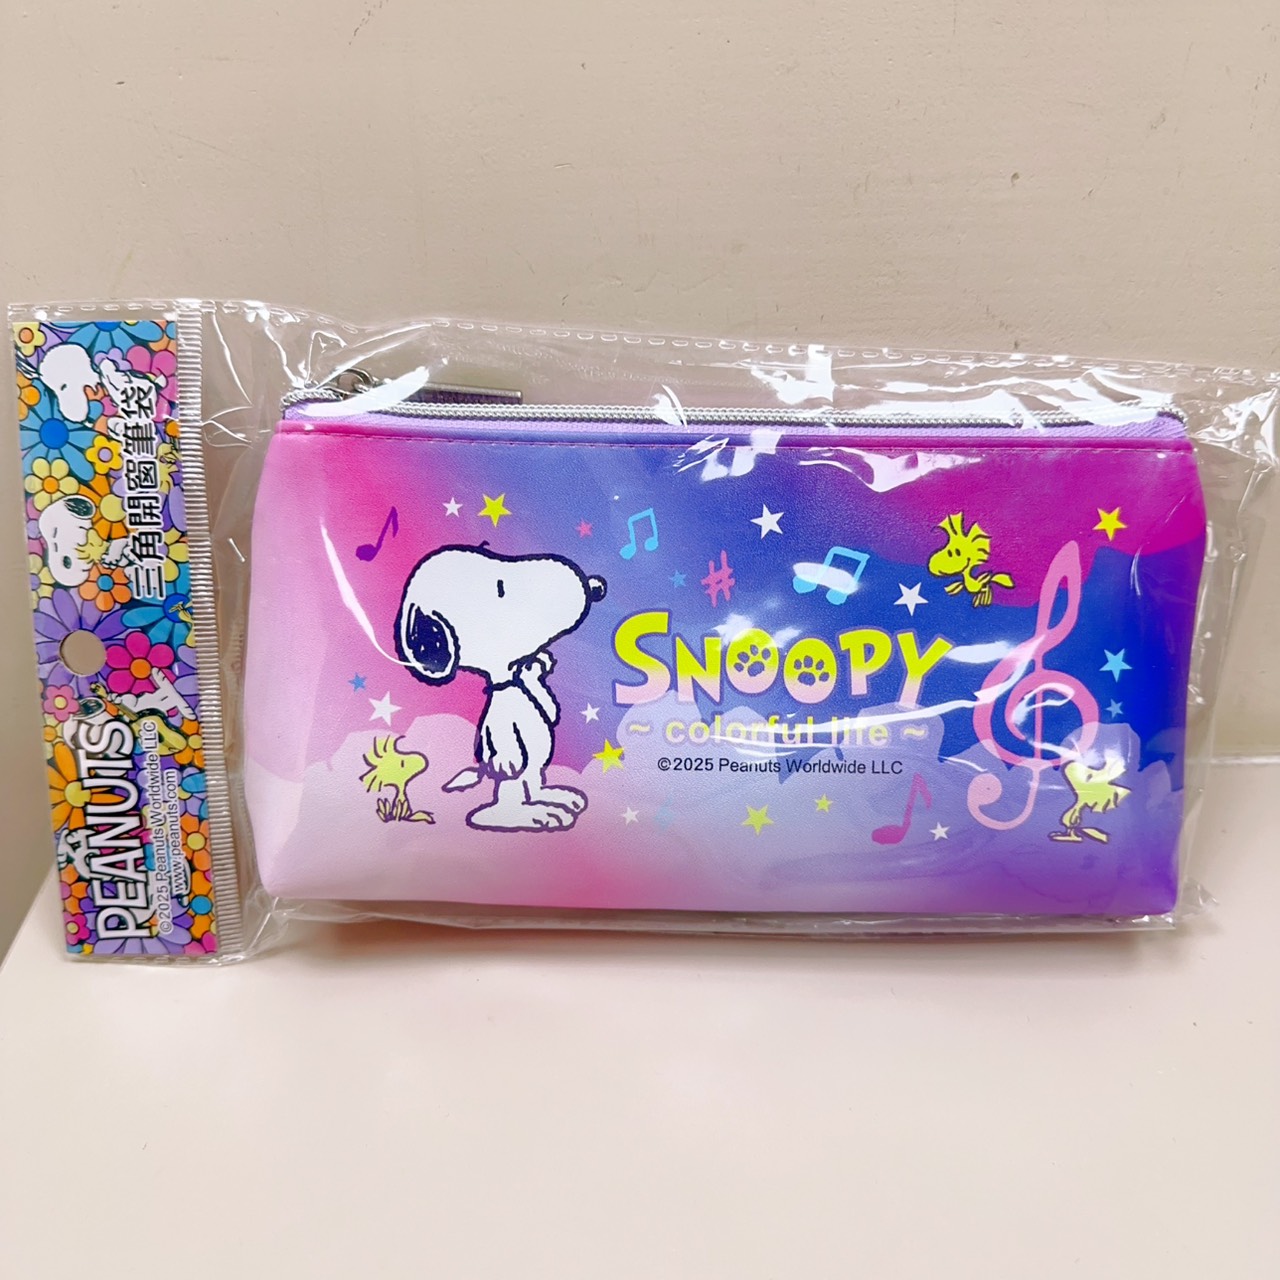 三角開窗筆袋
PEANUTS
©2025 Peanuts Worldwide LLC
www.peanuts.com
SNOOPY
~ colorful life ~
©2025 Peanuts Worldwide LLC